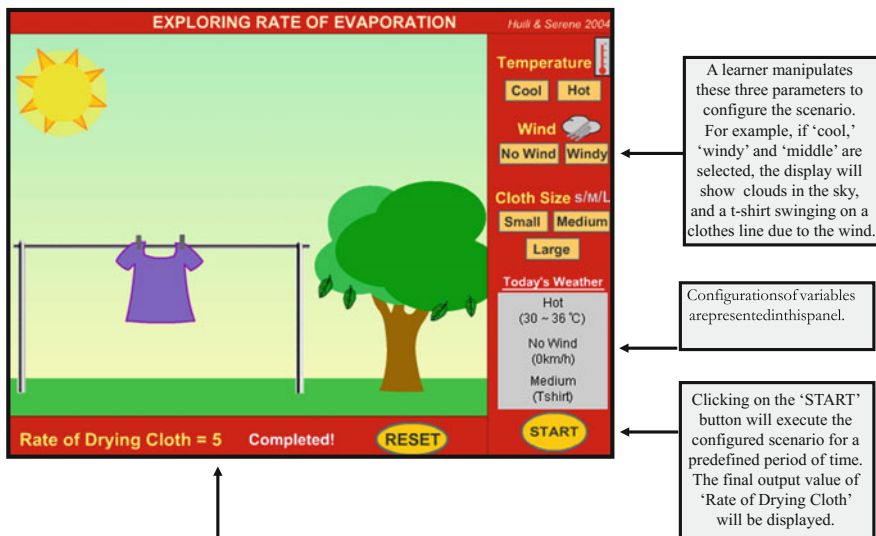 EXPLORING RATE OF EVAPORATION
Huili & Serene 2004
Temperature
Cool Hot
Wind
No Wind Windy
Cloth Size S/M/L
Small Medium
Large
Today's Weather
Hot
(30 ~ 36 °C)
No Wind
(0km/h)
Medium
(Tshirt)
START
Rate of Drying Cloth = 5 Completed! RESET
A learner manipulates
these three parameters to
configure the scenario.
For example, if ‘cool,’
‘windy’ and ‘middle’ are
selected, the display will
show clouds in the sky,
and a t-shirt swinging on a
clothes line due to the wind.
Configurationsofvariables
arepresentedinthispanel.
Clicking on the ‘START’
button will execute the
configured scenario for a
predefined period of time.
The final output value of
‘Rate of Drying Cloth’
will be displayed.